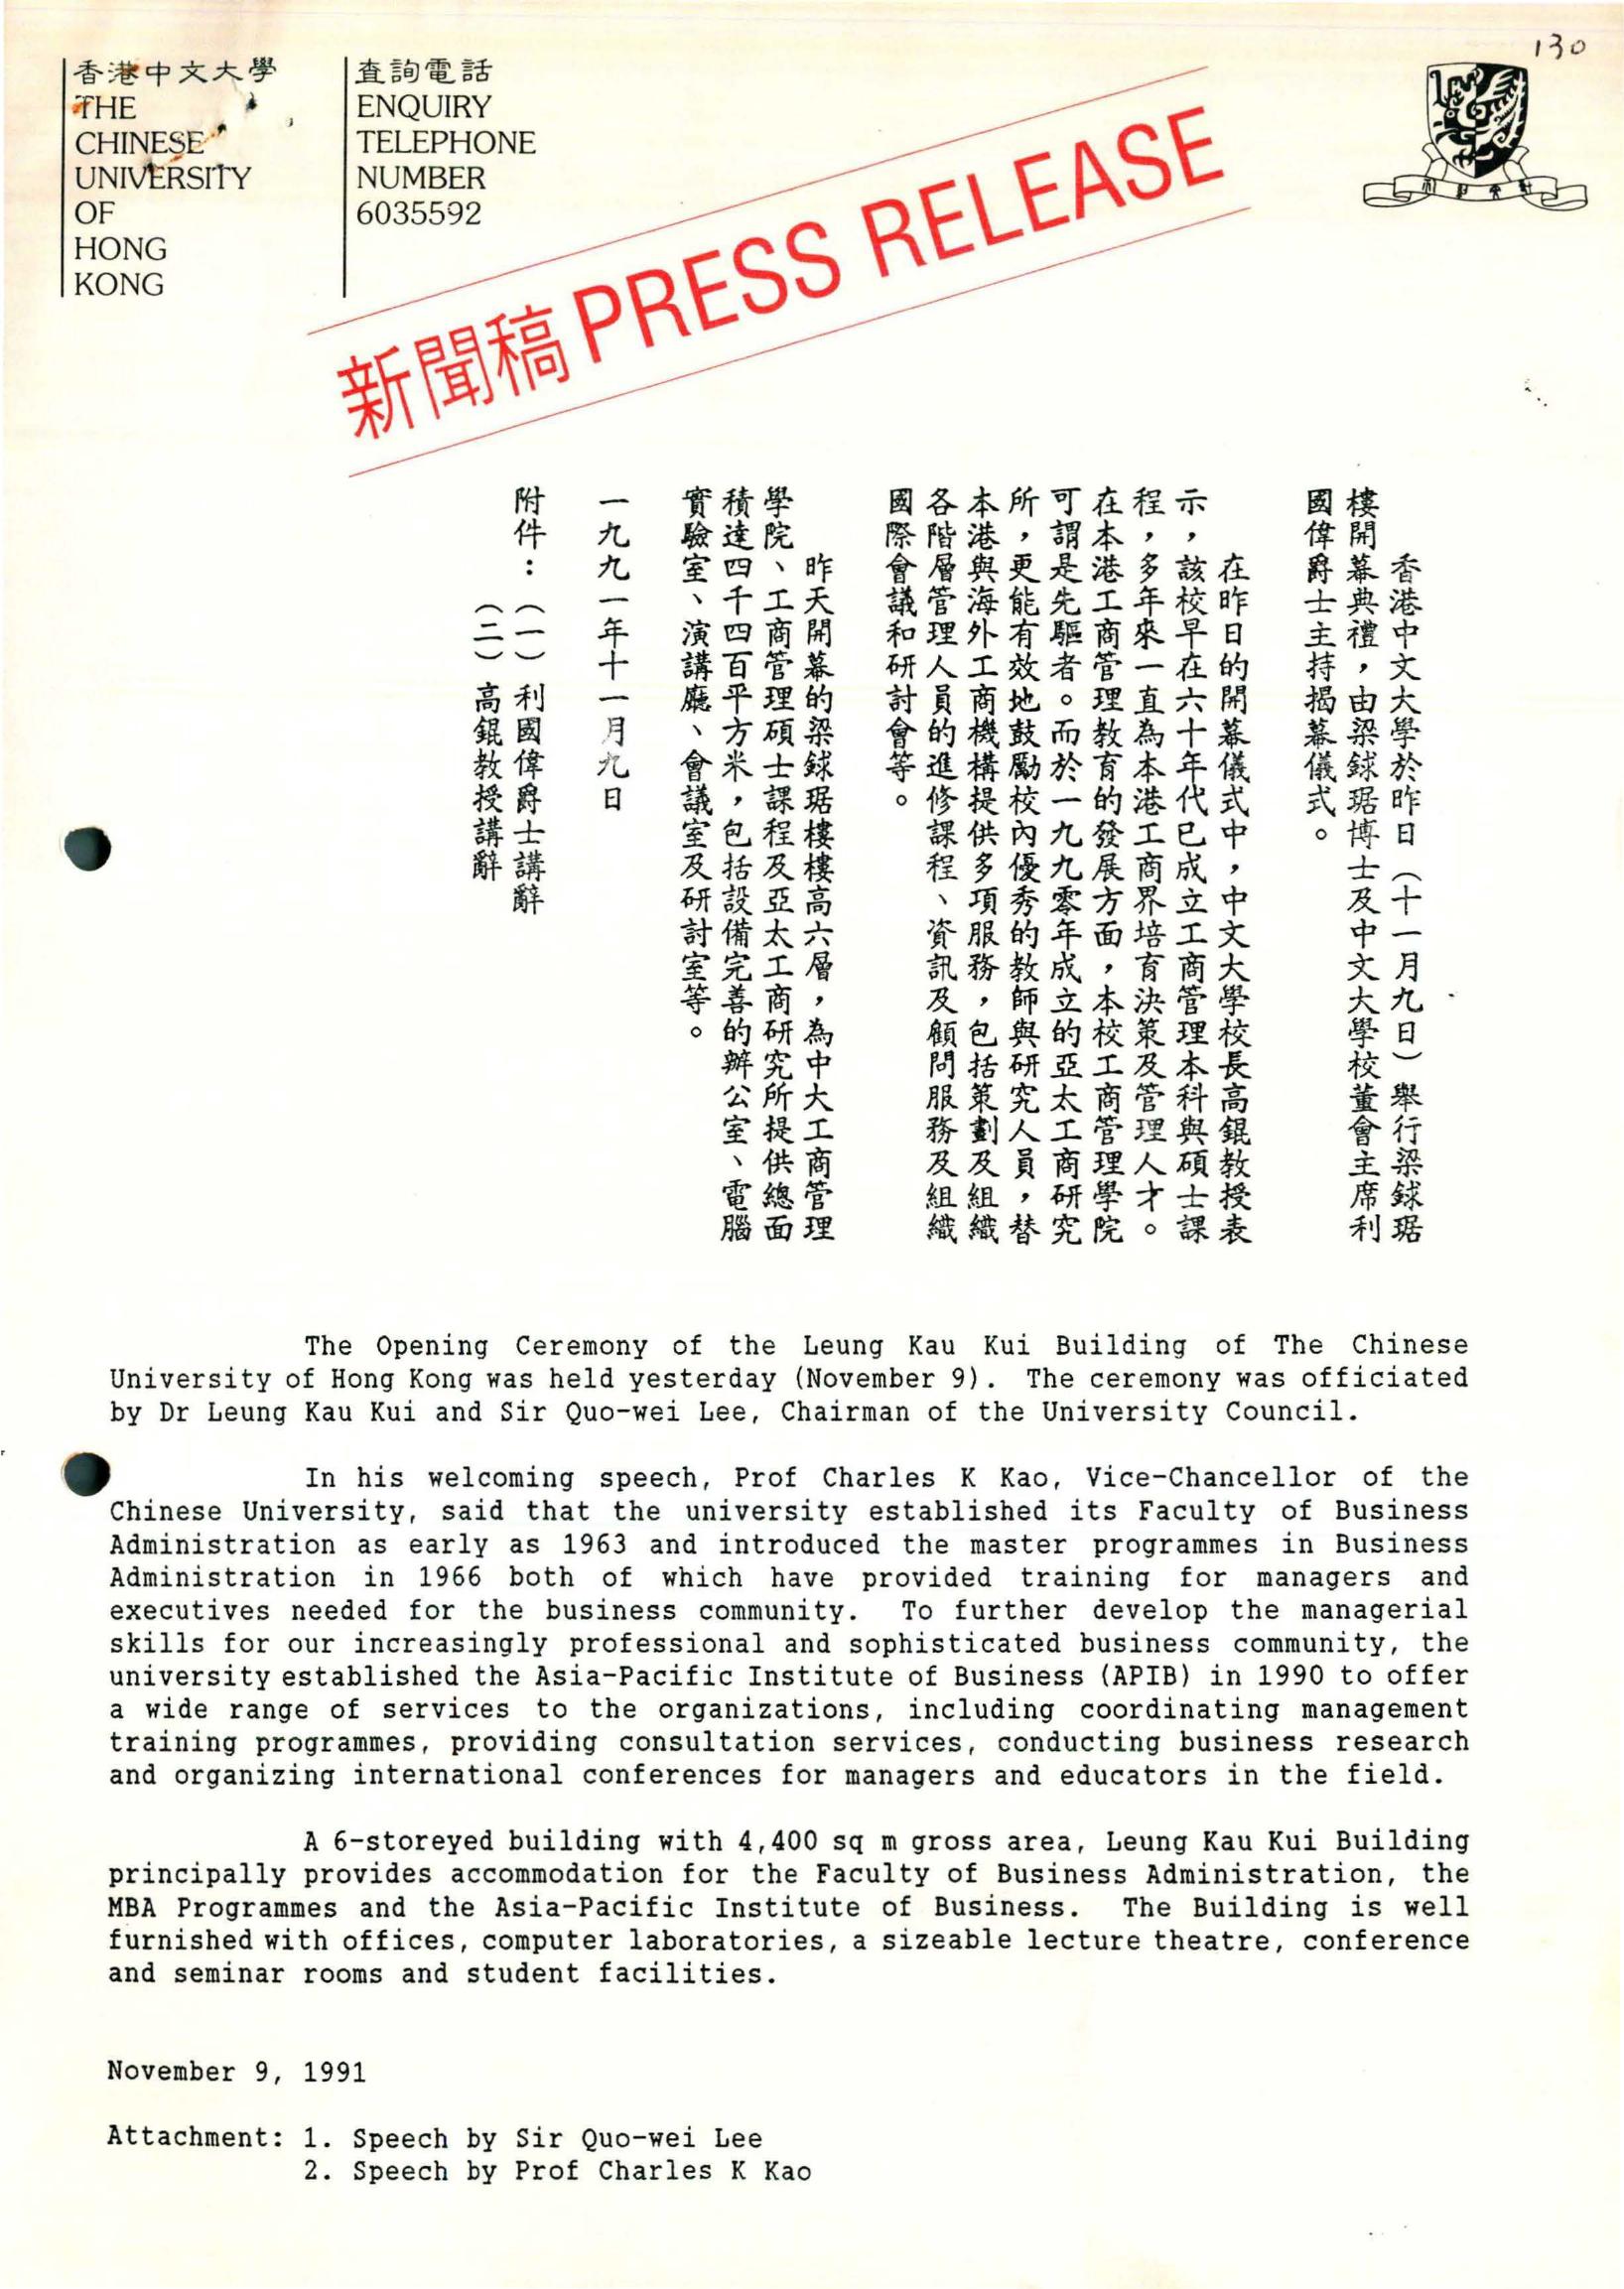 130
香港中文大學
THE
CHINESE
UNIVERSITY
OF
HONG
KONG
查詢電話
ENQUIRY
TELEPHONE
NUMBER
6035592
新聞稿 PRESS RELEASE
香港中文大學於昨日（十一月九日）舉行梁銶琚
樓開幕典禮，由梁銶琚博士及中文大學校董會主席利
國偉爵士主持揭幕儀式。
在昨日的開幕儀式中，中文大學校長高錕教授表
示，該校早在六十年代已成立工商管理本科與碩士課
程，多年來一直為本港工商界培育決策及管理人才。
在本港工商管理教育的發展方面，本校工商管理學院
可謂是先驅者。而於一九九零年成立的亞太工商研究
所，更能有效地鼓勵校內優秀的教師與研究人員，替
本港與海外工商機構提供多項服務，包括策劃及組織
各階層管理人員的進修課程、資訊及顧問服務及組織
國際會議和研討會等。
昨天開幕的梁銶琚樓樓高六層，為中大工商管理
學院、工商管理碩士課程及亞太工商研究所提供總面
積達四千四百平方米，包括設備完善的辦公室、電腦
實驗室、演講廳、會議室及研討室等。
一九九一年十一月九日
附件：（一）利國偉爵士講辭
（二）高錕教授講辭
The Opening Ceremony of the Leung Kau Kui Building of The Chinese
University of Hong Kong was held yesterday (November 9). The ceremony was officiated
by Dr Leung Kau Kui and Sir Quo-wei Lee, Chairman of the University Council.
In his welcoming speech, Prof Charles K Kao, Vice-Chancellor of the
Chinese University, said that the university established its Faculty of Business
Administration as early as 1963 and introduced the master programmes in Business
Administration in 1966 both of which have provided training for managers and
executives needed for the business community. To further develop the managerial
skills for our increasingly professional and sophisticated business community, the
university established the Asia-Pacific Institute of Business (APIB) in 1990 to offer
a wide range of services to the organizations, including coordinating management
training programmes, providing consultation services, conducting business research
and organizing international conferences for managers and educators in the field.
A 6-storeyed building with 4,400 sq m gross area, Leung Kau Kui Building
principally provides accommodation for the Faculty of Business Administration, the
MBA Programmes and the Asia-Pacific Institute of Business. The Building is well
furnished with offices, computer laboratories, a sizeable lecture theatre, conference
and seminar rooms and student facilities.
November 9, 1991
Attachment: 1. Speech by Sir Quo-wei Lee
2. Speech by Prof Charles K Kao